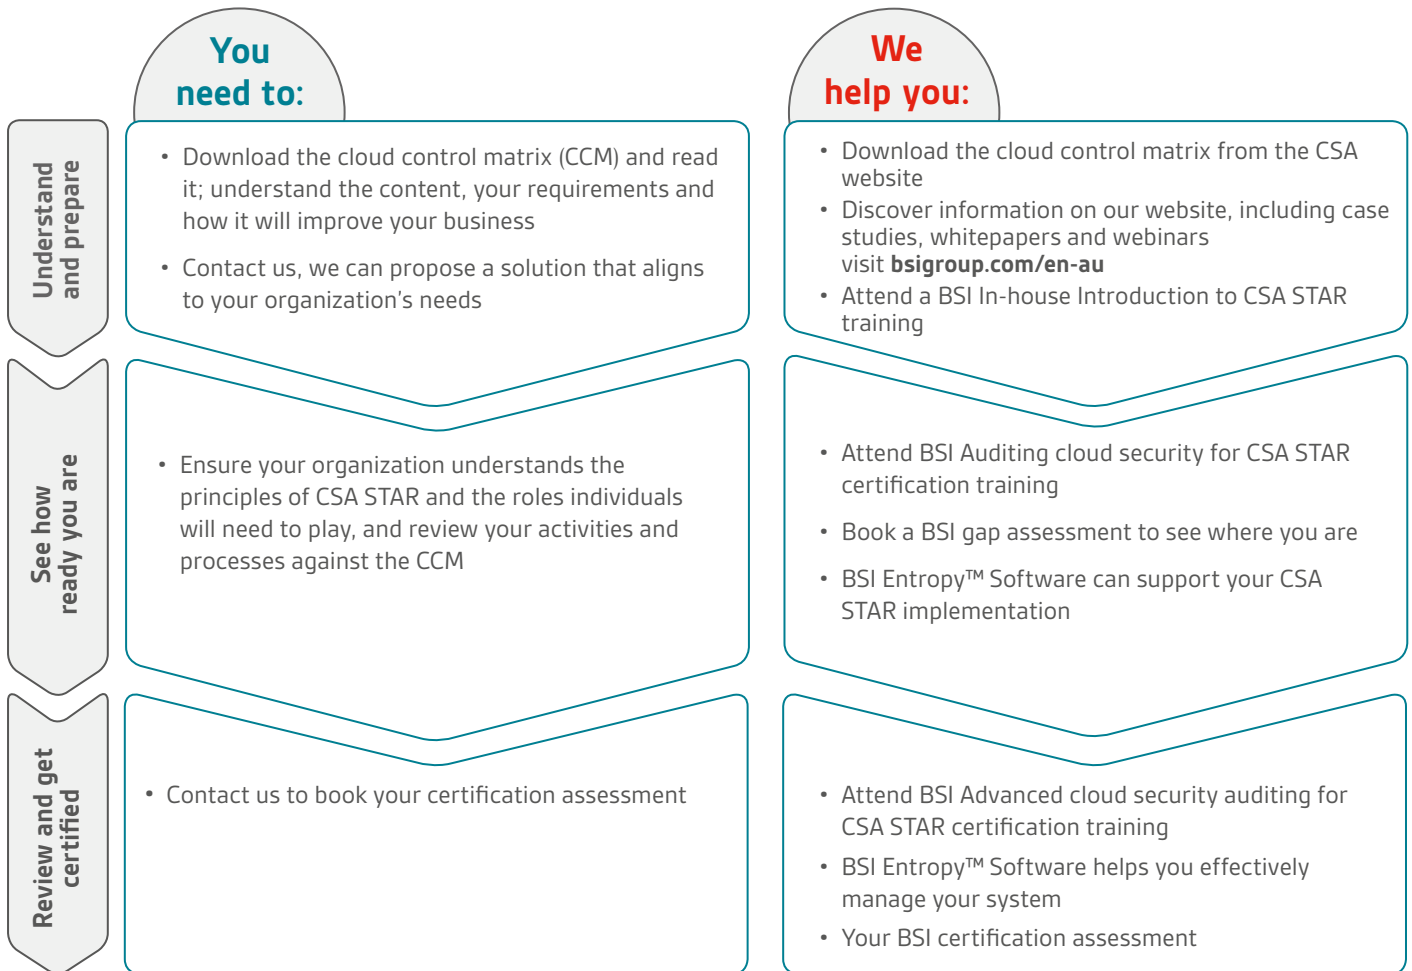 You
need to:
We
help you:
Understand
and prepare
• Download the cloud control matrix (CCM) and read
it; understand the content, your requirements and
how it will improve your business
• Contact us, we can propose a solution that aligns
to your organization's needs
• Download the cloud control matrix from the CSA
website
• Discover information on our website, including case
studies, whitepapers and webinars
visit bsigroup.com/en-au
• Attend a BSI In-house Introduction to CSA STAR
training
See how
ready you are
• Ensure your organization understands the
principles of CSA STAR and the roles individuals
will need to play, and review your activities and
processes against the CCM
• Attend BSI Auditing cloud security for CSA STAR
certification training
• Book a BSI gap assessment to see where you are
• BSI Entropy™ Software can support your CSA
STAR implementation
Review and get
certified
• Contact us to book your certification assessment
• Attend BSI Advanced cloud security auditing for
CSA STAR certification training
• BSI Entropy™ Software helps you effectively
manage your system
• Your BSI certification assessment